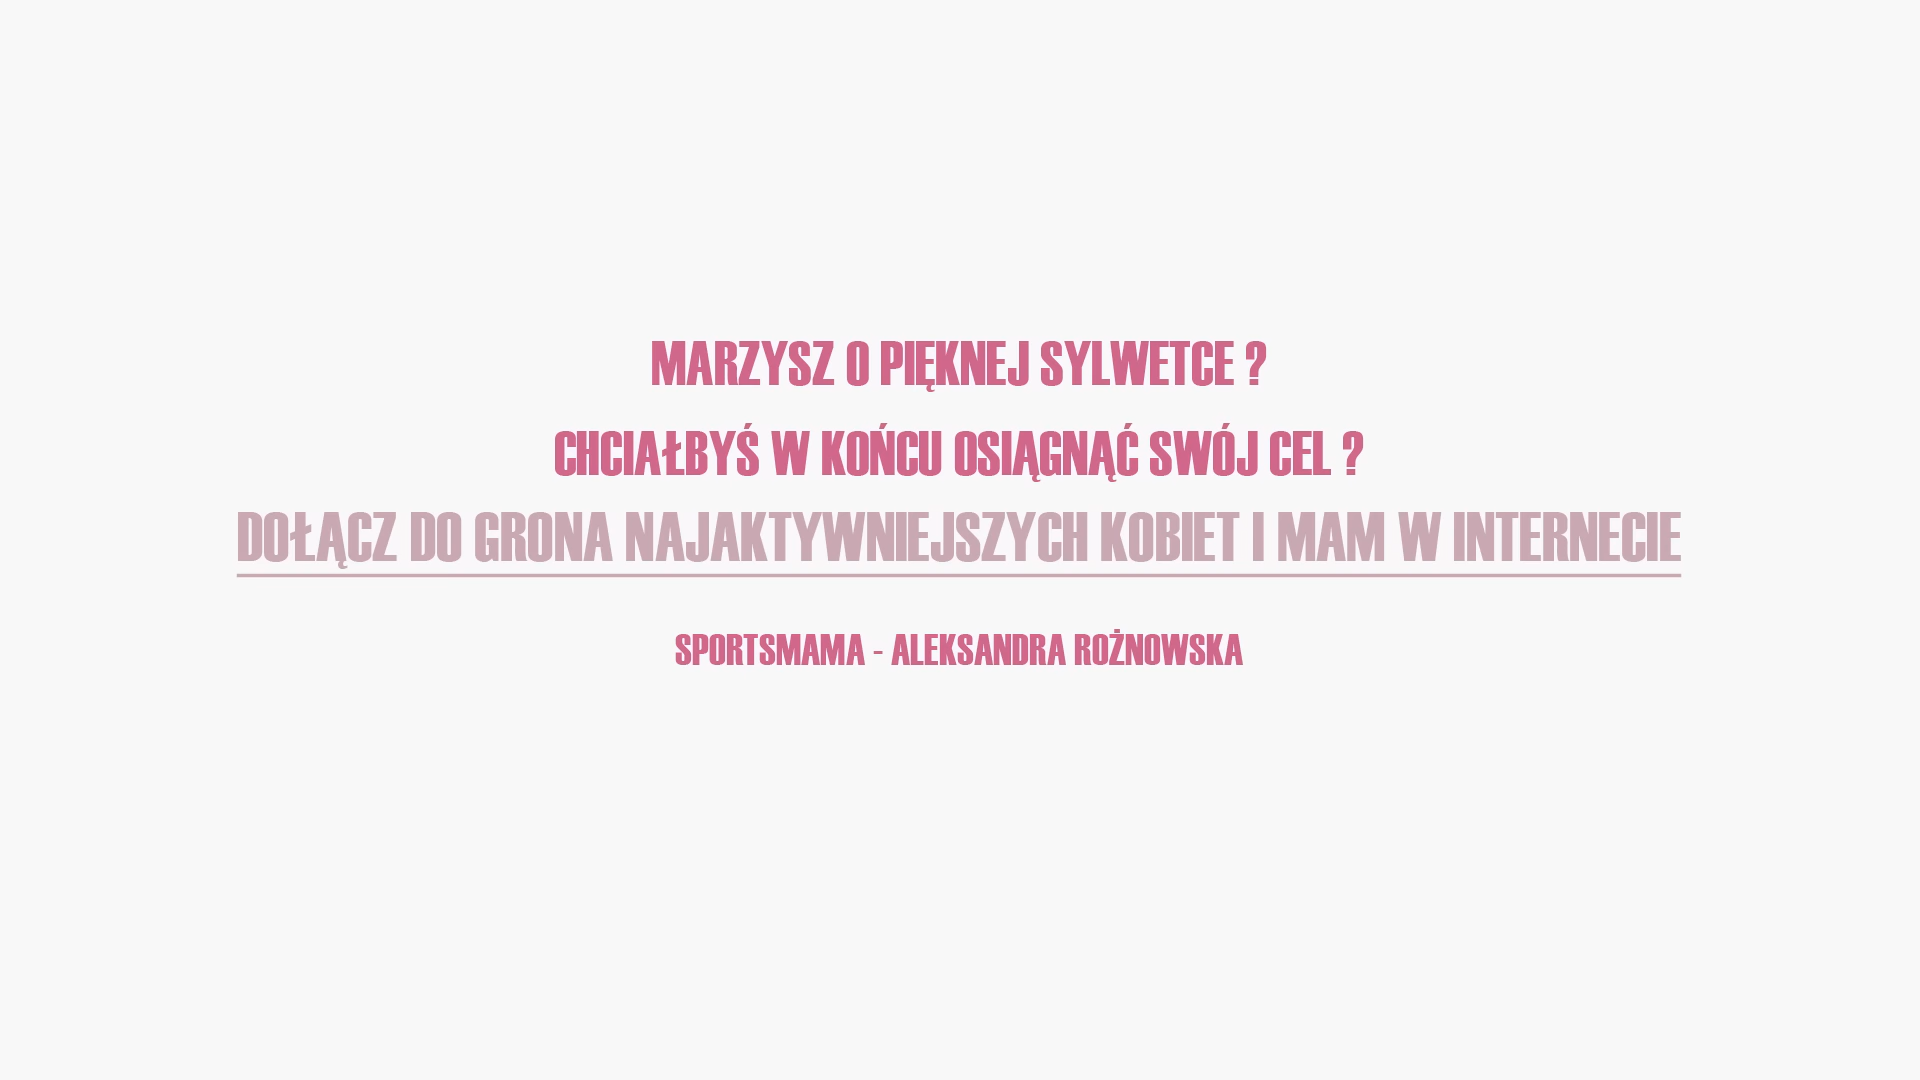 MARZYSZ O PIĘKNEJ SYLWETCE ?
CHCIAŁBYŚ W KOŃCU OSIĄGNĄĆ SWÓJ CEL ?
DOŁĄCZ DO GRONA NAJAKTYWNIEJSZYCH KOBIET I MAM W INTERNECIE
SPORTSMAMA - ALEKSANDRA ROŻNOWSKA